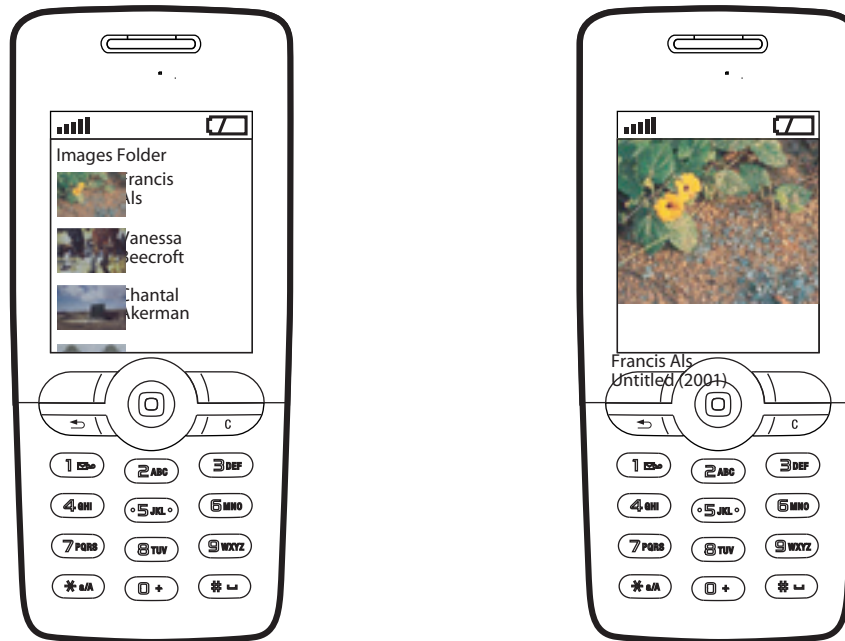 Images Folder
Francis
Als
Vanessa
Beecroft
Chantal
Akerman
C
1
2 ABC
3 DEF
4 GHI
5 JKL
6 MNO
7 PQRS
8 TUV
9 WXYZ
* a/A
0 +
#
Francis Als
Untitled (2001)
C
1
2 ABC
3 DEF
4 GHI
5 JKL
6 MNO
7 PQRS
8 TUV
9 WXYZ
* a/A
0 +
#